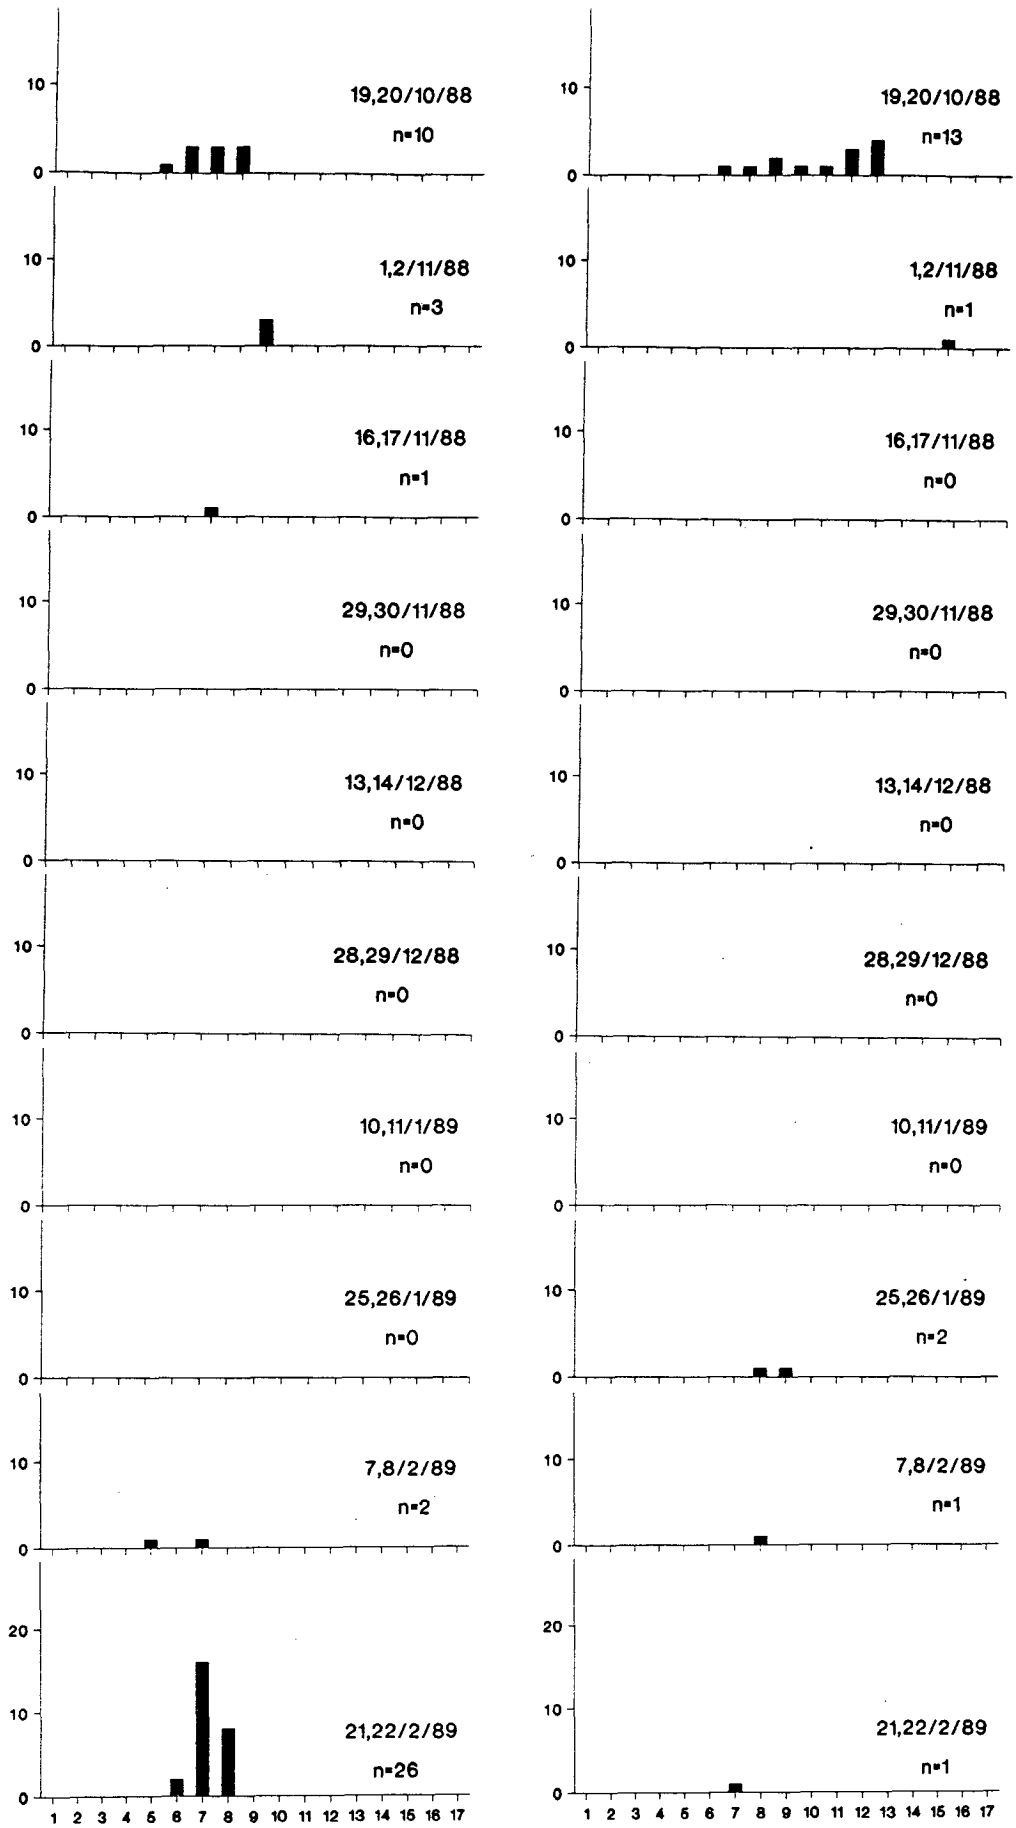 10
19,20/10/88
n=10
0
10
1,2/11/88
n=3
0
10
16,17/11/88
n=1
0
10
29,30/11/88
n=0
0
10
13,14/12/88
n=0
0
10
28,29/12/88
n=0
0
10
10,11/1/89
n=0
0
10
25,26/1/89
n=0
0
10
7,8/2/89
n=2
0
20
10
21,22/2/89
n=26
0
1 2 3 4 5 6 7 8 9 10 11 12 13 14 15 16 17
10
19,20/10/88
n=13
0
10
1,2/11/88
n=1
0
10
16,17/11/88
n=0
0
10
29,30/11/88
n=0
0
10
13,14/12/88
n=0
0
10
28,29/12/88
n=0
0
10
10,11/1/89
n=0
0
10
25,26/1/89
n=2
0
10
7,8/2/89
n=1
0
20
10
21,22/2/89
n=1
0
1 2 3 4 5 6 7 8 9 10 11 12 13 14 15 16 17